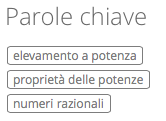 Parole chiave
elevamento a potenza
proprietà delle potenze
numeri razionali